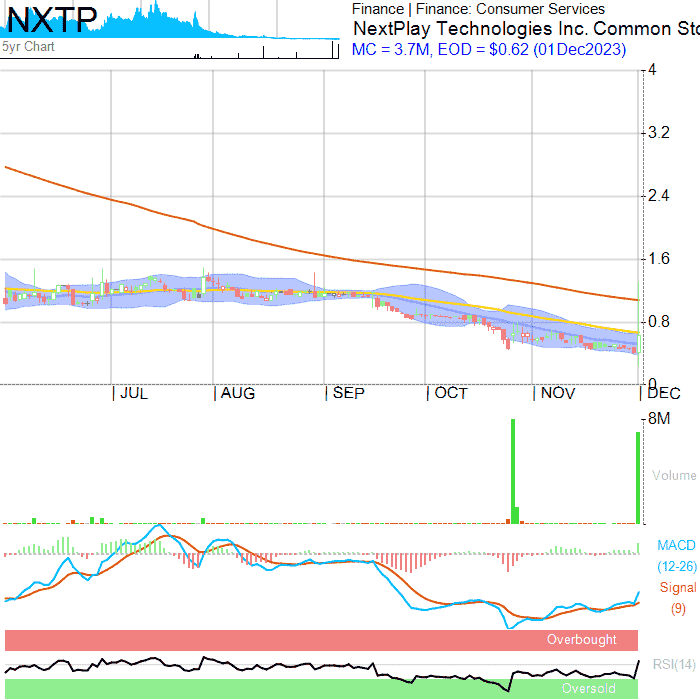 NXTP
5yr Chart
Finance | Finance: Consumer Services
NextPlay Technologies Inc. Common Sto
MC = 3.7M, EOD = $0.62 (01Dec2023)
4
3.2
2.4
1.6
0.8
0
JUL AUG SEP OCT NOV DEC
8M
Volume
MACD
(12-26)
Signal
(9)
Overbought
RSI(14)
Oversold